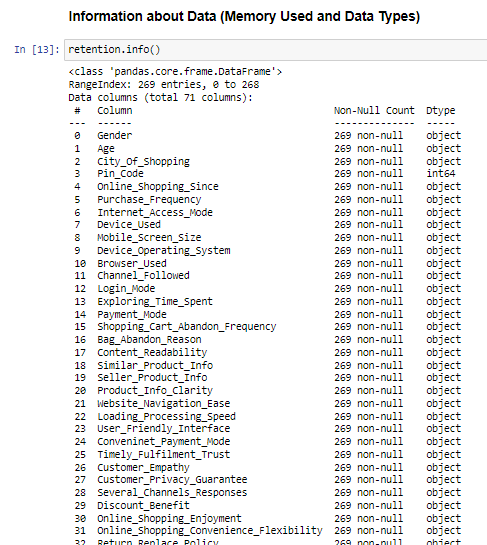 Information about Data (Memory Used and Data Types)
In [13]: retention.info()
<class 'pandas.core.frame.DataFrame'>
RangeIndex: 269 entries, 0 to 268
Data columns (total 71 columns):
# Column Non-Null Count Dtype
--- ------ -------------- -----
0 Gender 269 non-null object
1 Age 269 non-null object
2 City_Of_Shopping 269 non-null object
3 Pin_Code 269 non-null int64
4 Online_Shopping_Since 269 non-null object
5 Purchase_Frequency 269 non-null object
6 Internet_Access_Mode 269 non-null object
7 Device_Used 269 non-null object
8 Mobile_Screen_Size 269 non-null object
9 Device_Operating_System 269 non-null object
10 Browser_Used 269 non-null object
11 Channel_Followed 269 non-null object
12 Login_Mode 269 non-null object
13 Exploring_Time_Spent 269 non-null object
14 Payment_Mode 269 non-null object
15 Shopping_Cart_Abandon_Frequency 269 non-null object
16 Bag_Abandon_Reason 269 non-null object
17 Content_Readability 269 non-null object
18 Similar_Product_Info 269 non-null object
19 Seller_Product_Info 269 non-null object
20 Product_Info_Clarity 269 non-null object
21 Website_Navigation_Ease 269 non-null object
22 Loading_Processing_Speed 269 non-null object
23 User_Friendly_Interface 269 non-null object
24 Conveninet_Payment_Mode 269 non-null object
25 Timely_Fulfilment_Trust 269 non-null object
26 Customer_Empathy 269 non-null object
27 Customer_Privacy_Guarantee 269 non-null object
28 Several_Channels_Responses 269 non-null object
29 Discount_Benefit 269 non-null object
30 Online_Shopping_Enjoyment 269 non-null object
31 Online_Shopping_Convenience_Flexibility 269 non-null object
32 Return_Replace_Policy 269 non-null object